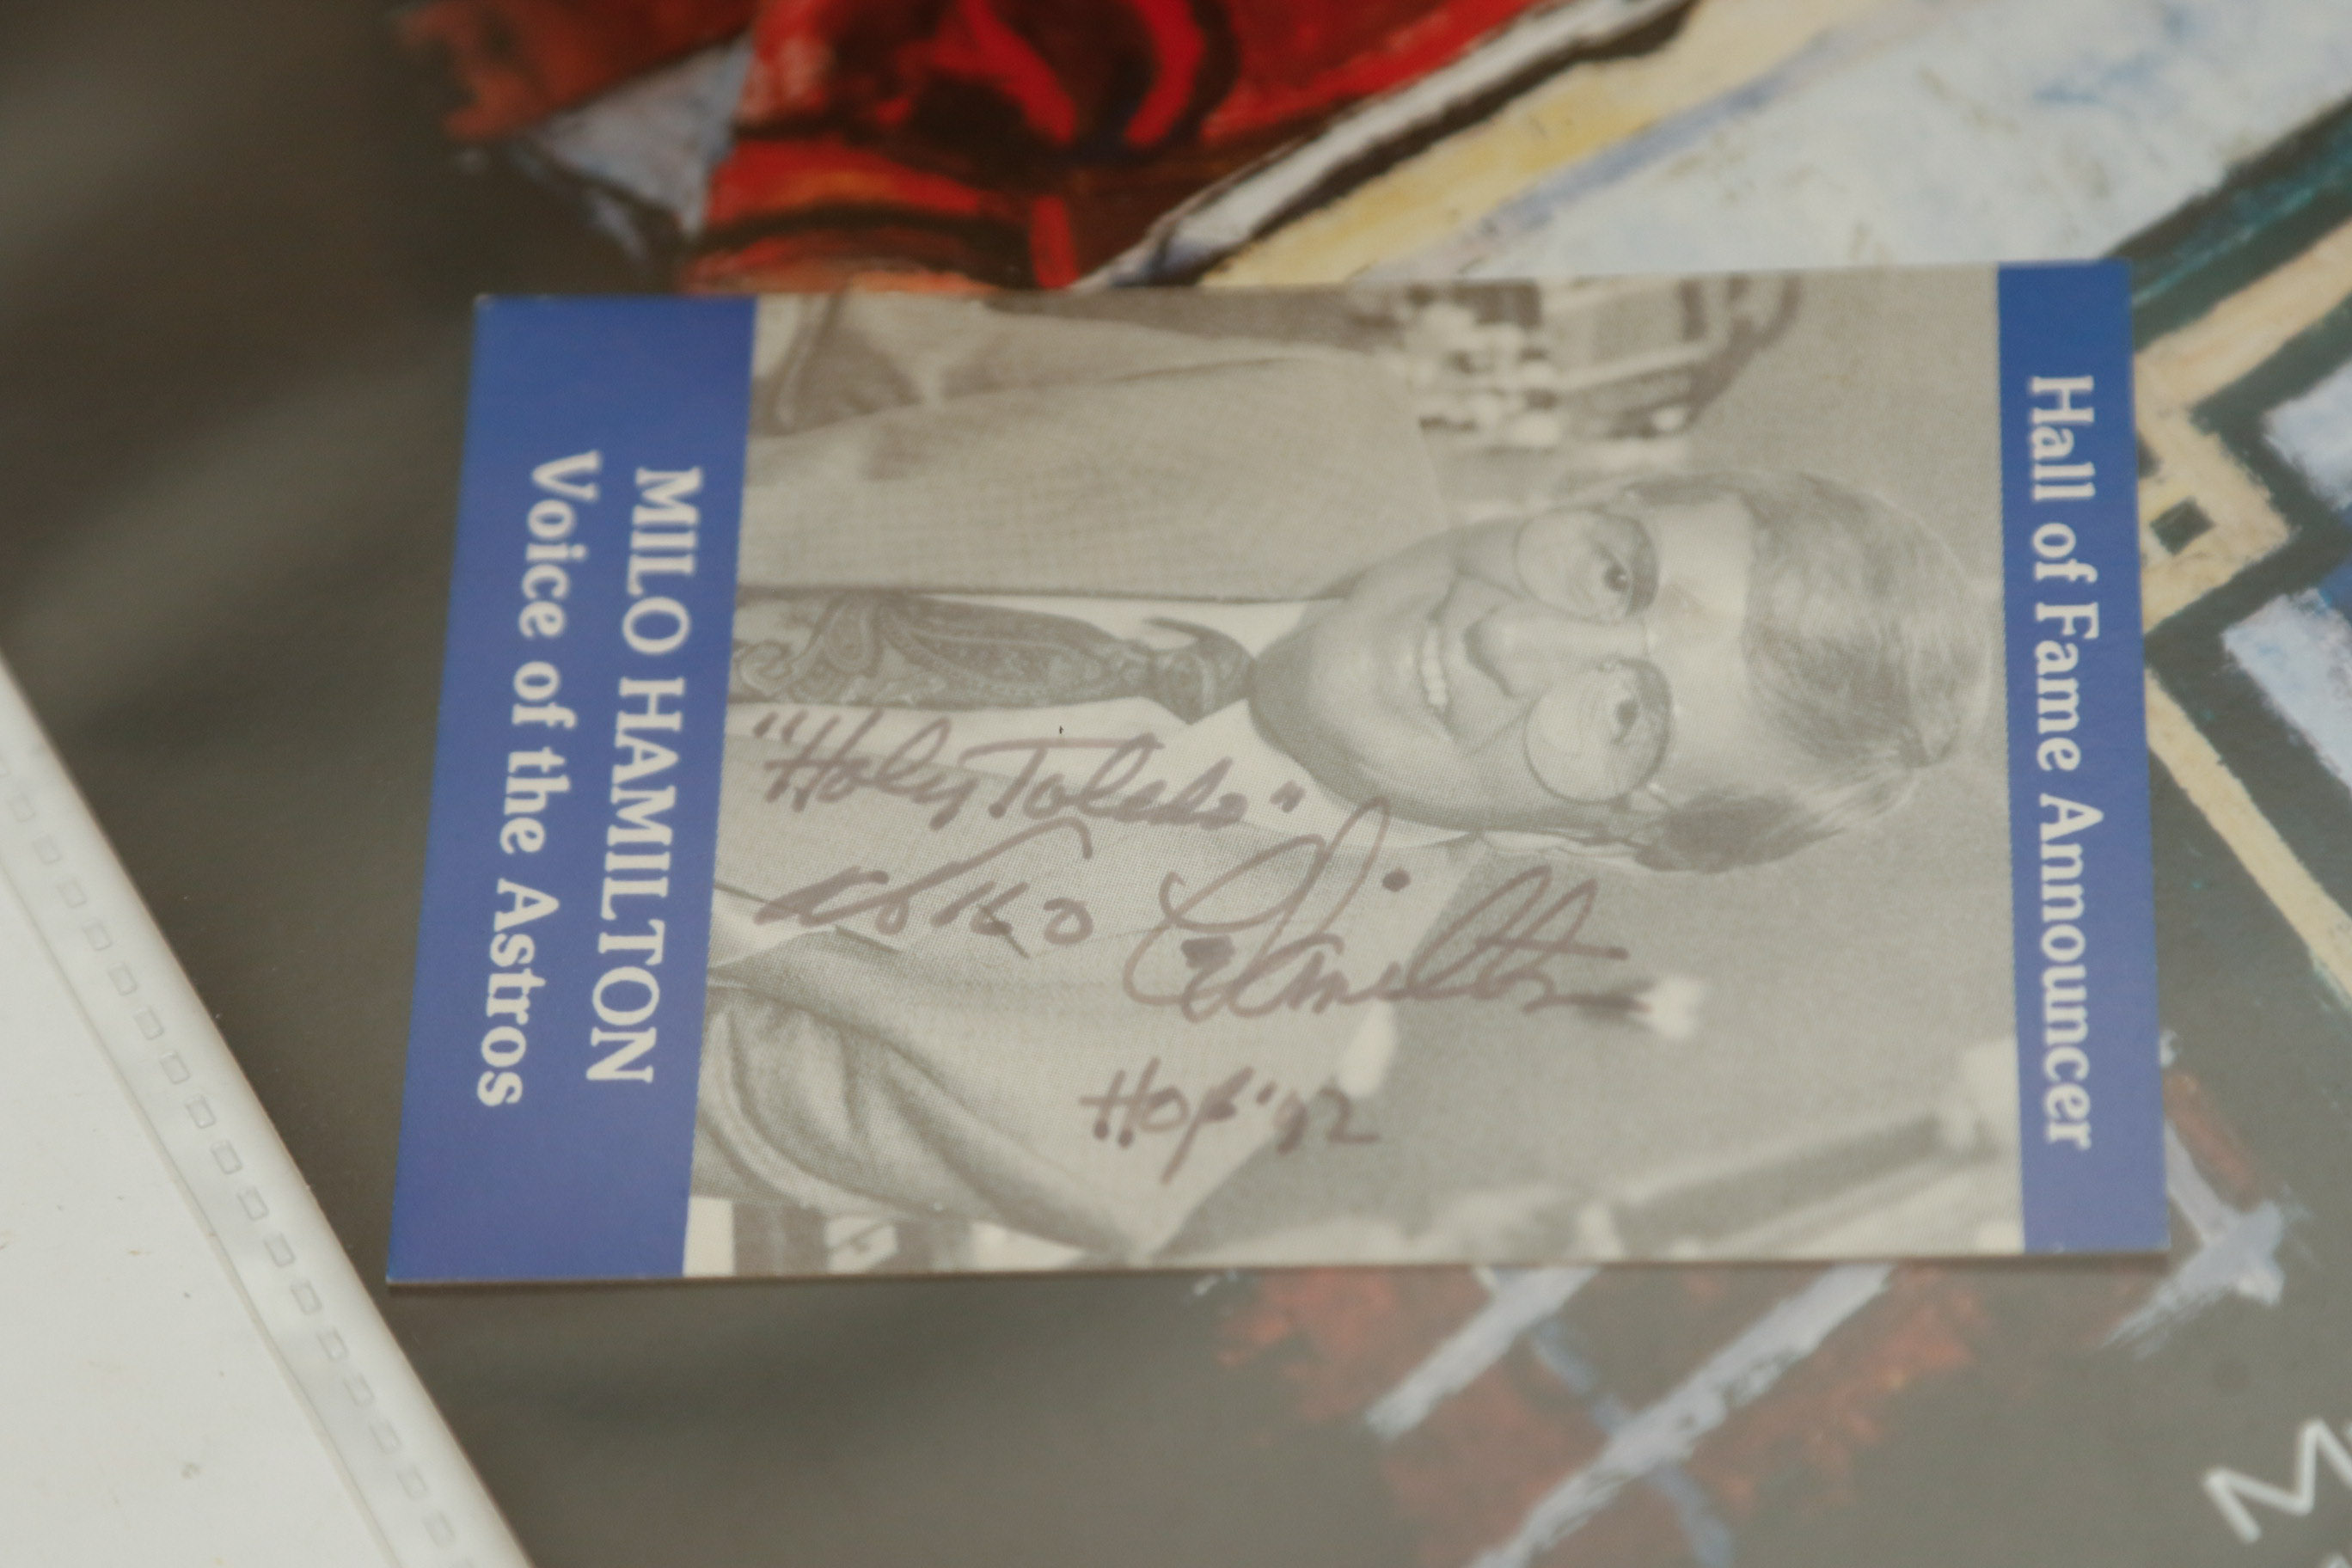 Hall of Fame Announcer
"Holy Toledo"
Milo Hamilton
HOF '92
MILO HAMILTON
Voice of the Astros
M